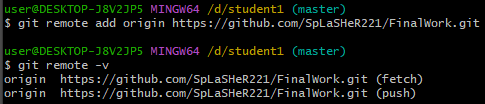 user@DESKTOP-J8V2JP5 MINGW64 /d/student1 (master)
$ git remote add origin https://github.com/SpLaSHeR221/FinalWork.git
user@DESKTOP-J8V2JP5 MINGW64 /d/student1 (master)
$ git remote -v
origin  https://github.com/SpLaSHeR221/FinalWork.git (fetch)
origin  https://github.com/SpLaSHeR221/FinalWork.git (push)